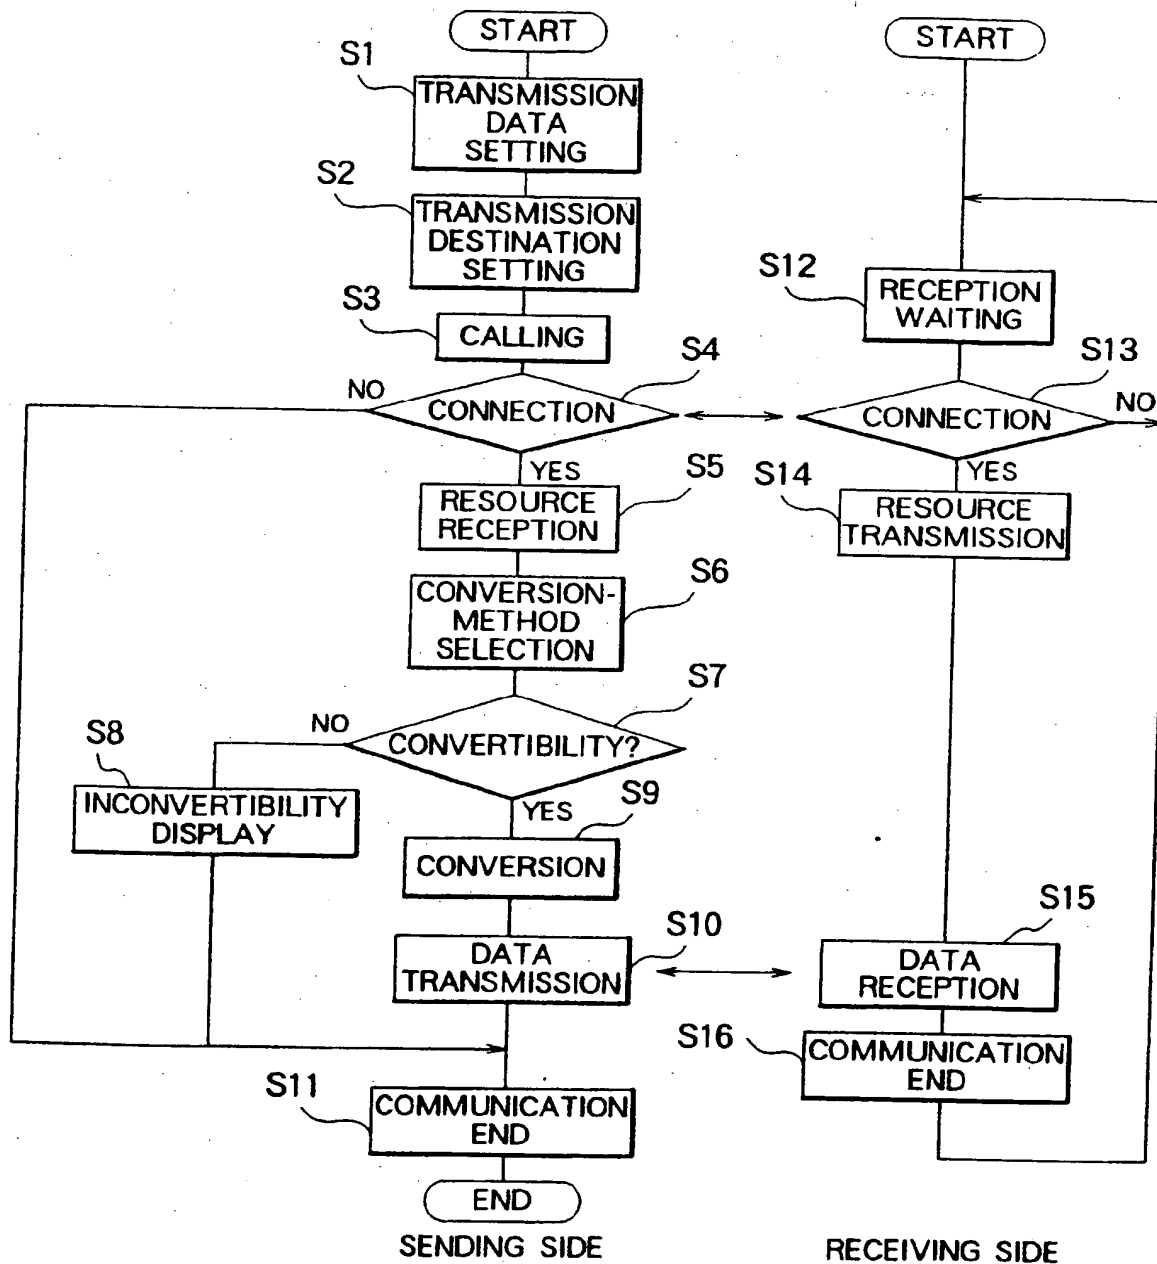 START
S1
TRANSMISSION
DATA
SETTING
S2
TRANSMISSION
DESTINATION
SETTING
S3
CALLING
S4
NO
CONNECTION
YES
S5
RESOURCE
RECEPTION
S6
CONVERSION-
METHOD
SELECTION
S7
NO
CONVERTIBILITY?
S8
INCONVERTIBILITY
DISPLAY
YES
S9
CONVERSION
S10
DATA
TRANSMISSION
S11
COMMUNICATION
END
END
SENDING SIDE
START
S12
RECEPTION
WAITING
S13
CONNECTION
NO
YES
S14
RESOURCE
TRANSMISSION
S15
DATA
RECEPTION
S16
COMMUNICATION
END
RECEIVING SIDE